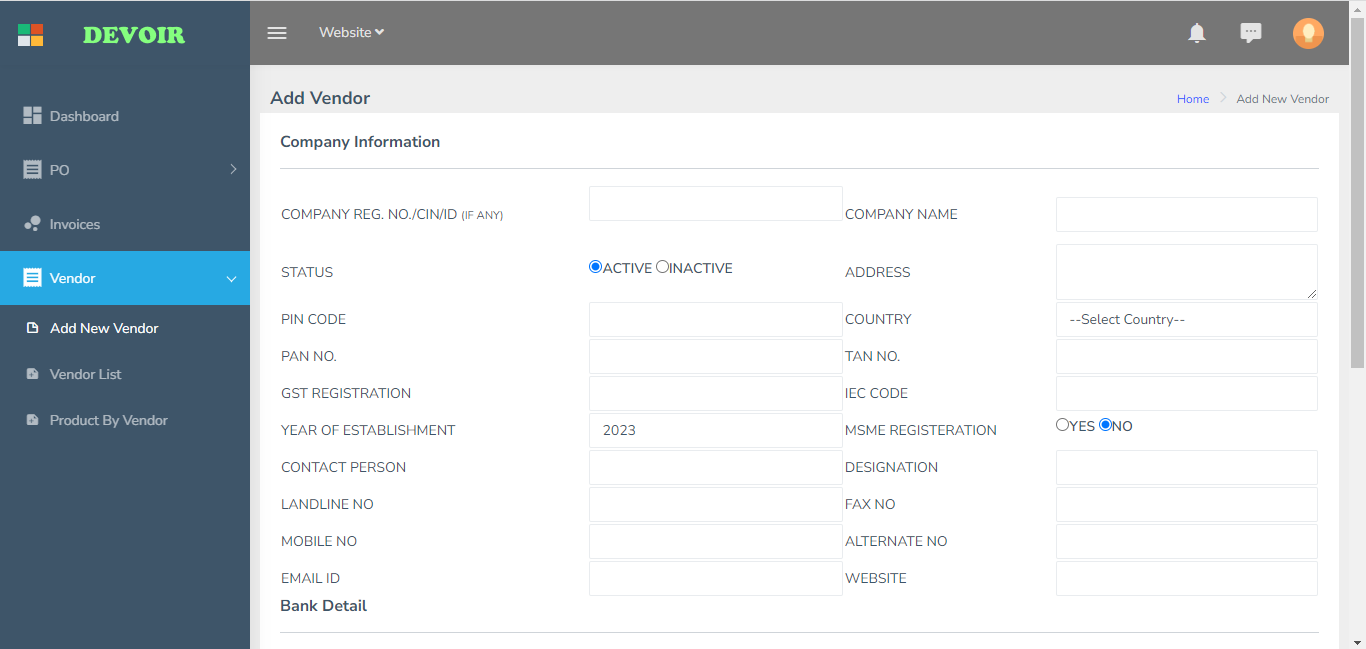 DEVOIR
Website
Dashboard
PO
Invoices
Vendor
Add New Vendor
Vendor List
Product By Vendor
Add Vendor
Home Add New Vendor
Company Information
COMPANY REG. NO./CIN/ID (IF ANY) COMPANY NAME
STATUS ACTIVE INACTIVE ADDRESS
PIN CODE COUNTRY --Select Country--
PAN NO. TAN NO.
GST REGISTRATION IEC CODE
YEAR OF ESTABLISHMENT 2023 MSME REGISTERATION YES NO
CONTACT PERSON DESIGNATION
LANDLINE NO FAX NO
MOBILE NO ALTERNATE NO
EMAIL ID WEBSITE
Bank Detail